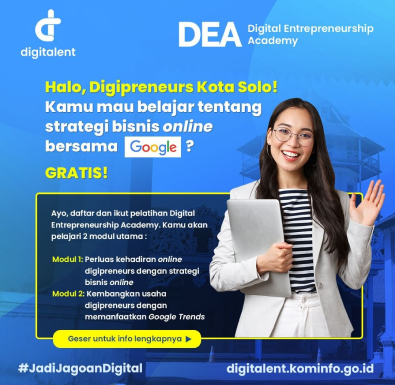 digitalent
DEA Digital Entrepreneurship
Academy
Halo, Digipreneurs Kota Solo!
Kamu mau belajar tentang
strategi bisnis online
bersama Google ?
GRATIS!
Ayo, daftar dan ikut pelatihan Digital
Entrepreneurship Academy. Kamu akan
pelajari 2 modul utama :
Modul 1: Perluas kehadiran online
digipreneurs dengan strategi
bisnis online
Modul 2: Kembangkan usaha
digipreneurs dengan
memanfaatkan Google Trends
Geser untuk info lengkapnya
#JadiJagoanDigital
digitalent.kominfo.go.id